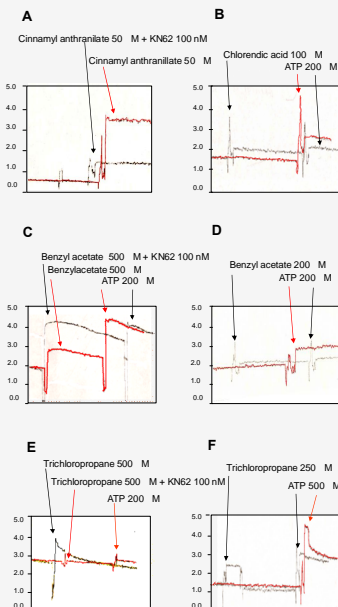 A
Cinnamyl anthranilate 50 M + KN62 100 nM
Cinnamyl anthranillate 50 M
5.0
4.0
3.0
2.0
1.0
0.0
B
Chlorendic acid 100 M
ATP 200 M
5.0
4.0
3.0
2.0
1.0
0.0
C
Benzyl acetate 500 M + KN62 100 nM
Benzylacetate 500 M
ATP 200 M
5.0
4.0
3.0
2.0
1.0
0.0
D
Benzyl acetate 200 M
ATP 200 M
5.0
4.0
3.0
2.0
1.0
0.0
E
Trichloropropane 500 M
Trichloropropane 500 M + KN62 100 nM
ATP 200 M
5.0
4.0
3.0
2.0
1.0
0.0
F
Trichloropropane 250 M
ATP 500 M
5.0
4.0
3.0
2.0
1.0
0.0